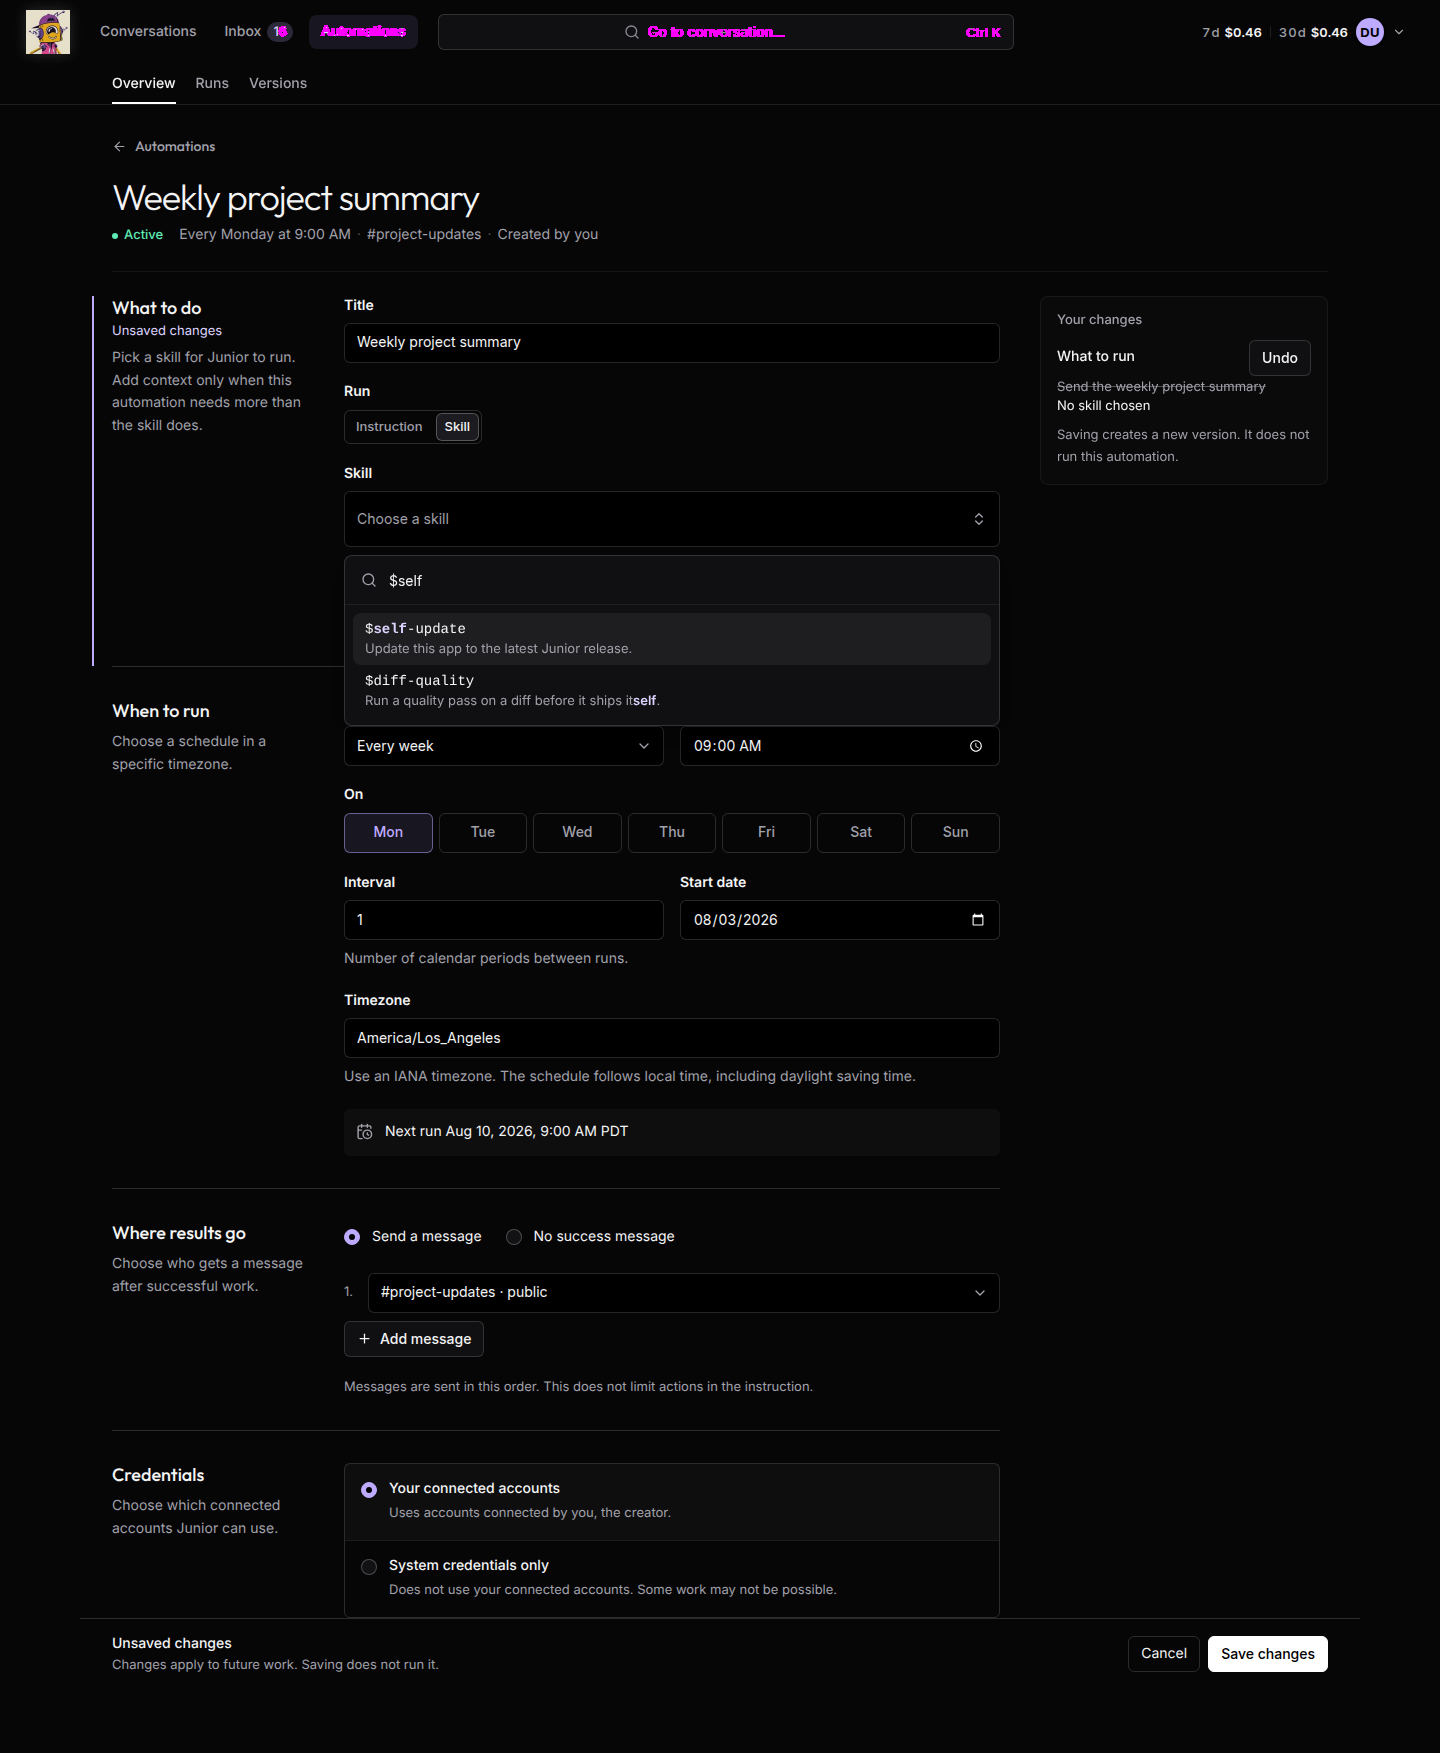 Conversations
Inbox
Automations
Go to conversation...
Ctrl K
7d $0.46
30d $0.46
DU
Overview
Runs
Versions
Automations
Weekly project summary
Active
Every Monday at 9:00 AM · #project-updates · Created by you
What to do
Unsaved changes
Pick a skill for Junior to run.
Add context only when this
automation needs more than
the skill does.
Title
Weekly project summary
Run
Instruction
Skill
Skill
Choose a skill
$self
$self-update
Update this app to the latest Junior release.
$diff-quality
Run a quality pass on a diff before it ships itself.
Your changes
What to run
Undo
Send the weekly project summary
No skill chosen
Saving creates a new version. It does not
run this automation.
When to run
Choose a schedule in a
specific timezone.
Every week
09:00 AM
On
Mon
Tue
Wed
Thu
Fri
Sat
Sun
Interval
Start date
1
08/03/2026
Number of calendar periods between runs.
Timezone
America/Los_Angeles
Use an IANA timezone. The schedule follows local time, including daylight saving time.
Next run Aug 10, 2026, 9:00 AM PDT
Where results go
Choose who gets a message
after successful work.
Send a message
No success message
1.
#project-updates · public
Add message
Messages are sent in this order. This does not limit actions in the instruction.
Credentials
Choose which connected
accounts Junior can use.
Your connected accounts
Uses accounts connected by you, the creator.
System credentials only
Does not use your connected accounts. Some work may not be possible.
Unsaved changes
Changes apply to future work. Saving does not run it.
Cancel
Save changes